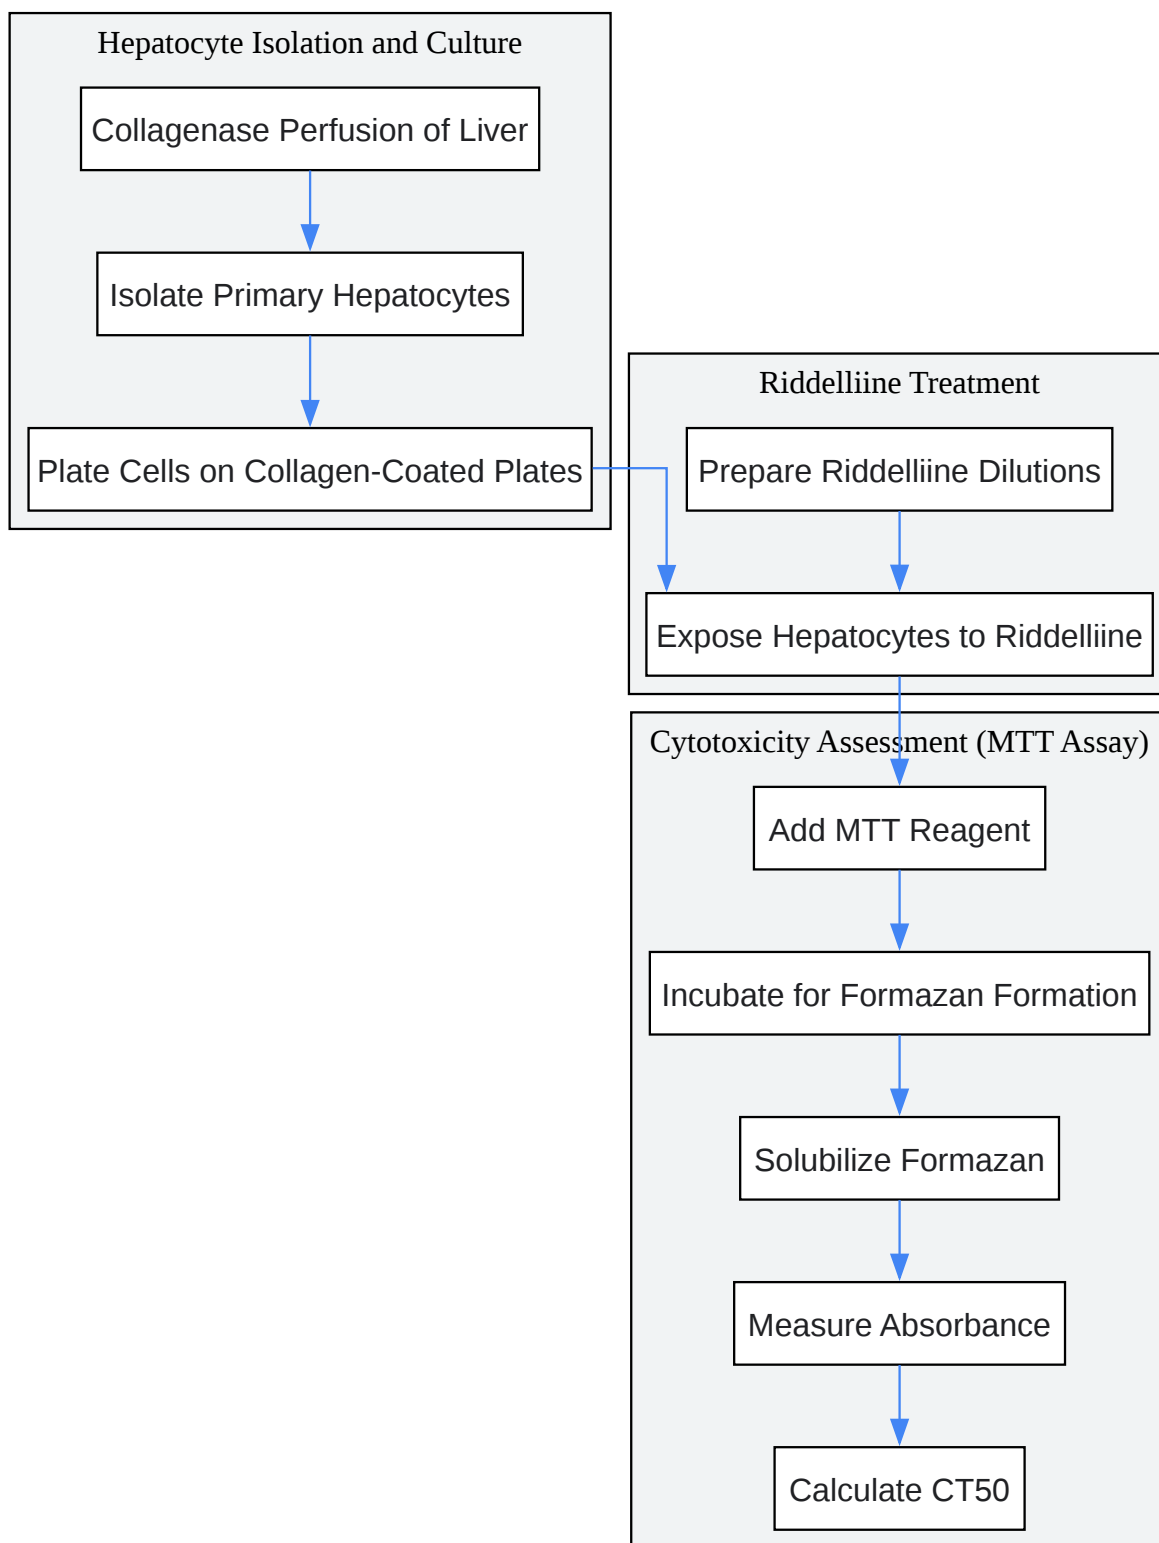 Hepatocyte Isolation and Culture
Collagenase Perfusion of Liver
Isolate Primary Hepatocytes
Plate Cells on Collagen-Coated Plates
Riddelliine Treatment
Prepare Riddelliine Dilutions
Expose Hepatocytes to Riddelliine
Cytotoxicity Assessment (MTT Assay)
Add MTT Reagent
Incubate for Formazan Formation
Solubilize Formazan
Measure Absorbance
Calculate CT50